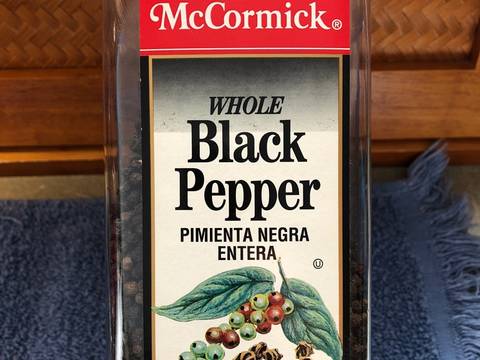 McCormick®
WHOLE
Black
Pepper
PIMIENTA NEGRA
ENTERA
U